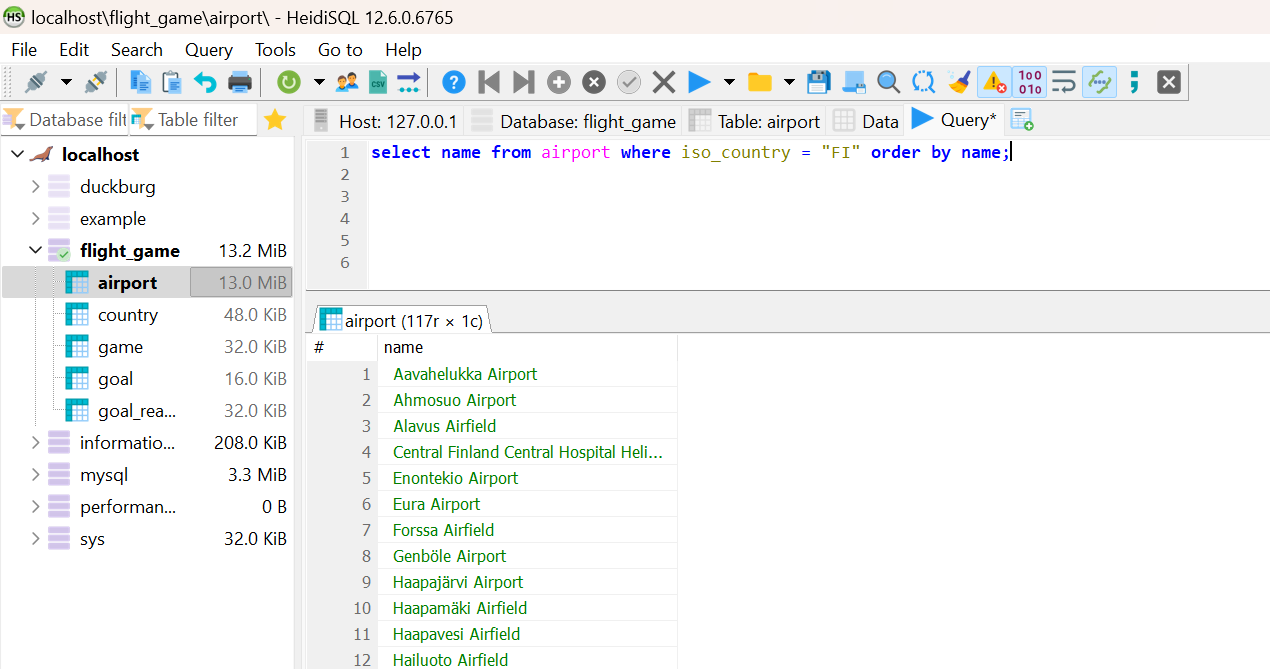 localhost\flight_game\airport\ - HeidiSQL 12.6.0.6765
File Edit Search Query Tools Go to Help
Database filt Table filter Host: 127.0.0.1 Database: flight_game Table: airport Data Query*
localhost
duckburg
example
flight_game 13.2 MiB
airport 13.0 MiB
country 48.0 KiB
game 32.0 KiB
goal 16.0 KiB
goal_rea... 32.0 KiB
informatio... 208.0 KiB
mysql 3.3 MiB
performan... 0 B
sys 32.0 KiB
1 select name from airport where iso_country = "FI" order by name;
2
3
4
5
6
airport (117r × 1c)
# name
1 Aavahelukka Airport
2 Ahmosuo Airport
3 Alavus Airfield
4 Central Finland Central Hospital Heli...
5 Enontekio Airport
6 Eura Airport
7 Forssa Airfield
8 Genböle Airport
9 Haapajärvi Airport
10 Haapamäki Airfield
11 Haapavesi Airfield
12 Hailuoto Airfield